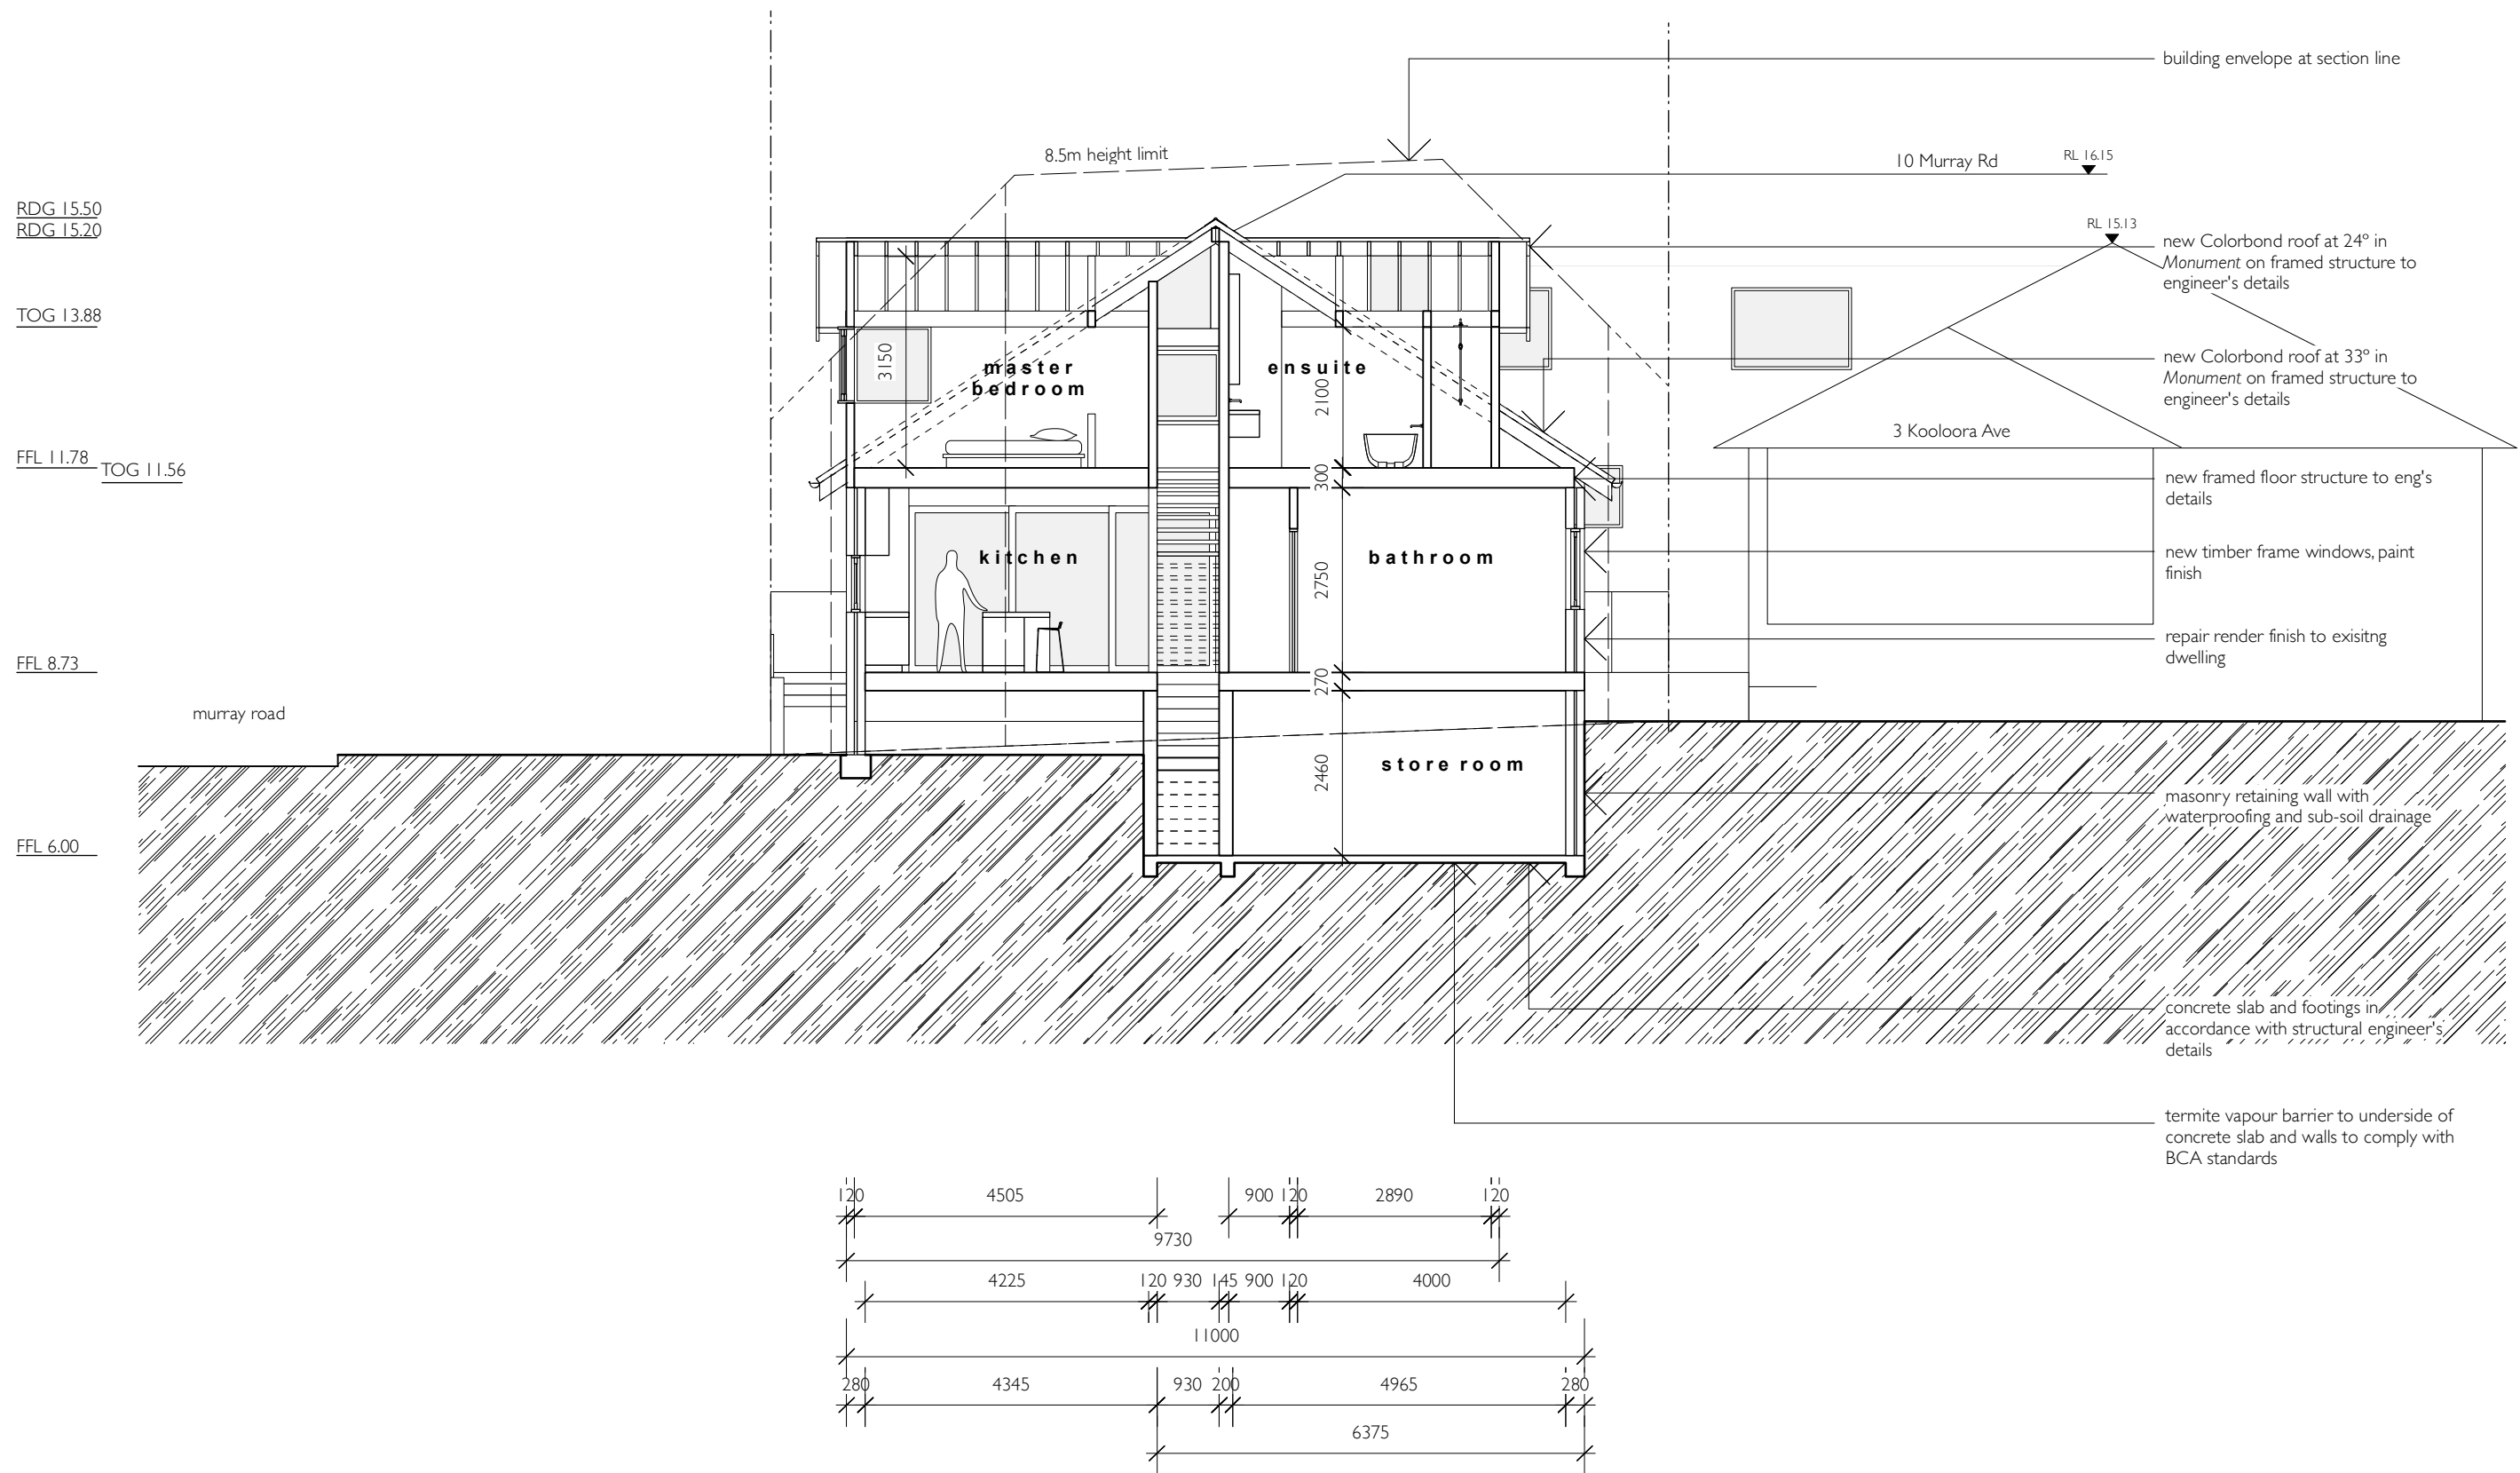 building envelope at section line
8.5m height limit
10 Murray Rd
RL 16.15
RDG 15.50
RDG 15.20
RL 15.13
new Colorbond roof at 24º in
Monument on framed structure to
engineer's details
TOG 13.88
3150
master
bedroom
ensuite
2100
new Colorbond roof at 33º in
Monument on framed structure to
engineer's details
3 Kooloora Ave
FFL 11.78
TOG 11.56
300
new framed floor structure to eng's
details
kitchen
bathroom
2750
new timber frame windows, paint
finish
repair render finish to exisitng
dwelling
FFL 8.73
270
murray road
store room
2460
masonry retaining wall with
waterproofing and sub-soil drainage
FFL 6.00
concrete slab and footings in
accordance with structural engineer's
details
termite vapour barrier to underside of
concrete slab and walls to comply with
BCA standards
120 4505 900 120 2890 120
9730
4225 120 930 145 900 120 4000
11000
280 4345 930 200 4965 280
6375